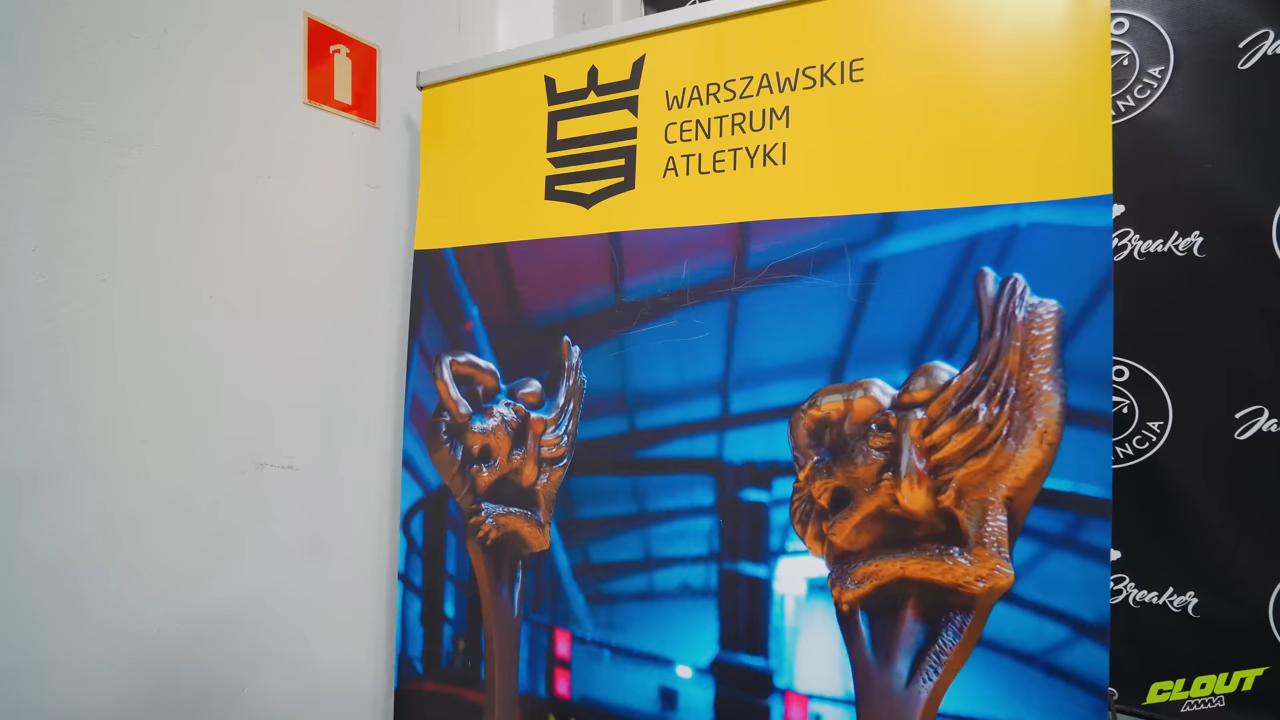 WARSZAWSKIE
CENTRUM
ATLETYKI
Breaker
Breaker
CLOUT
MMA